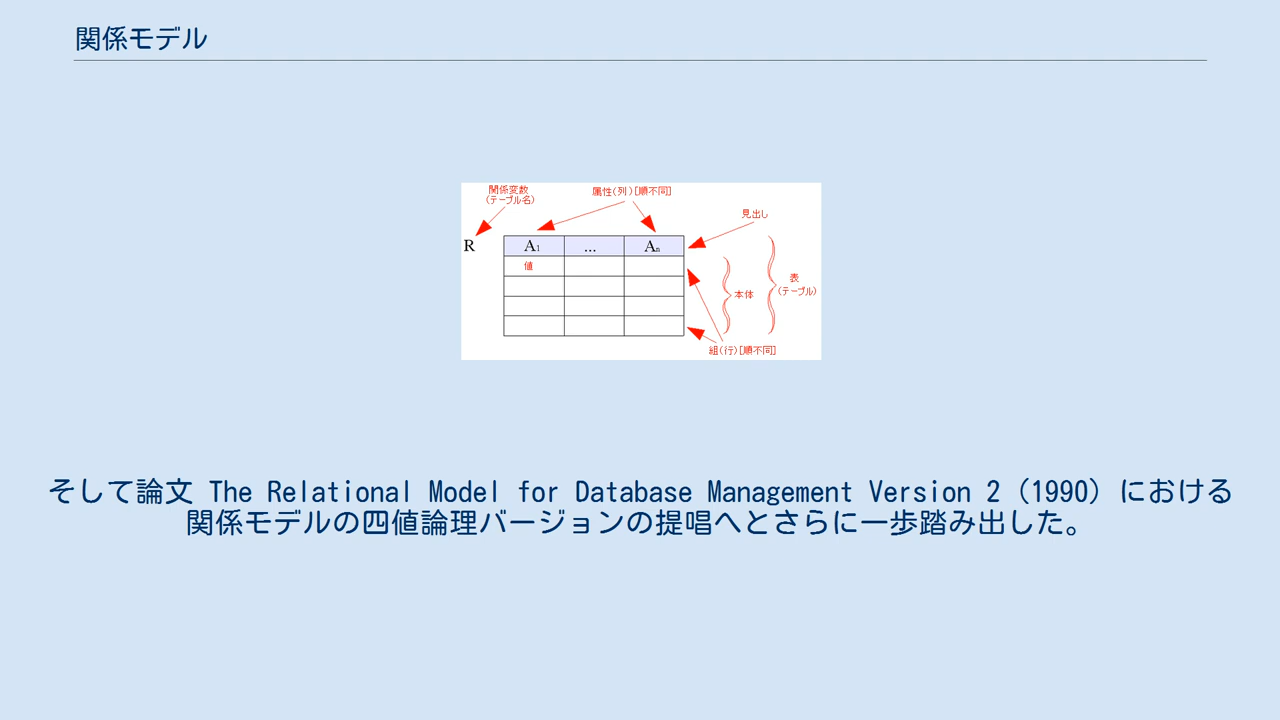 関係モデル
関係変数
(テーブル名)
属性(列)[順不同]
見出し
R
A1
...
An
値
本体
表
(テーブル)
組(行)[順不同]
そして論文 The Relational Model for Database Management Version 2 (1990) における
関係モデルの四値論理バージョンの提唱へとさらに一歩踏み出した。